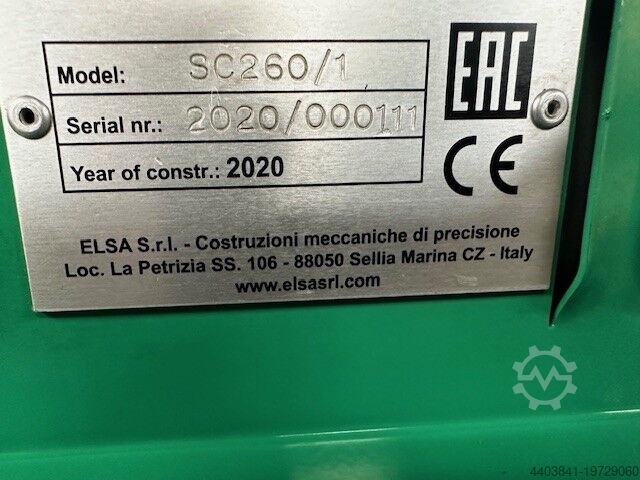 Model: SC260/1
EAC
Serial nr.: 2020/000111
Year of constr.: 2020
CE
ELSA S.r.l. - Costruzioni meccaniche di precisione
Loc. La Petrizia SS. 106 - 88050 Sellia Marina CZ - Italy
www.elsasrl.com
4403841-19729060